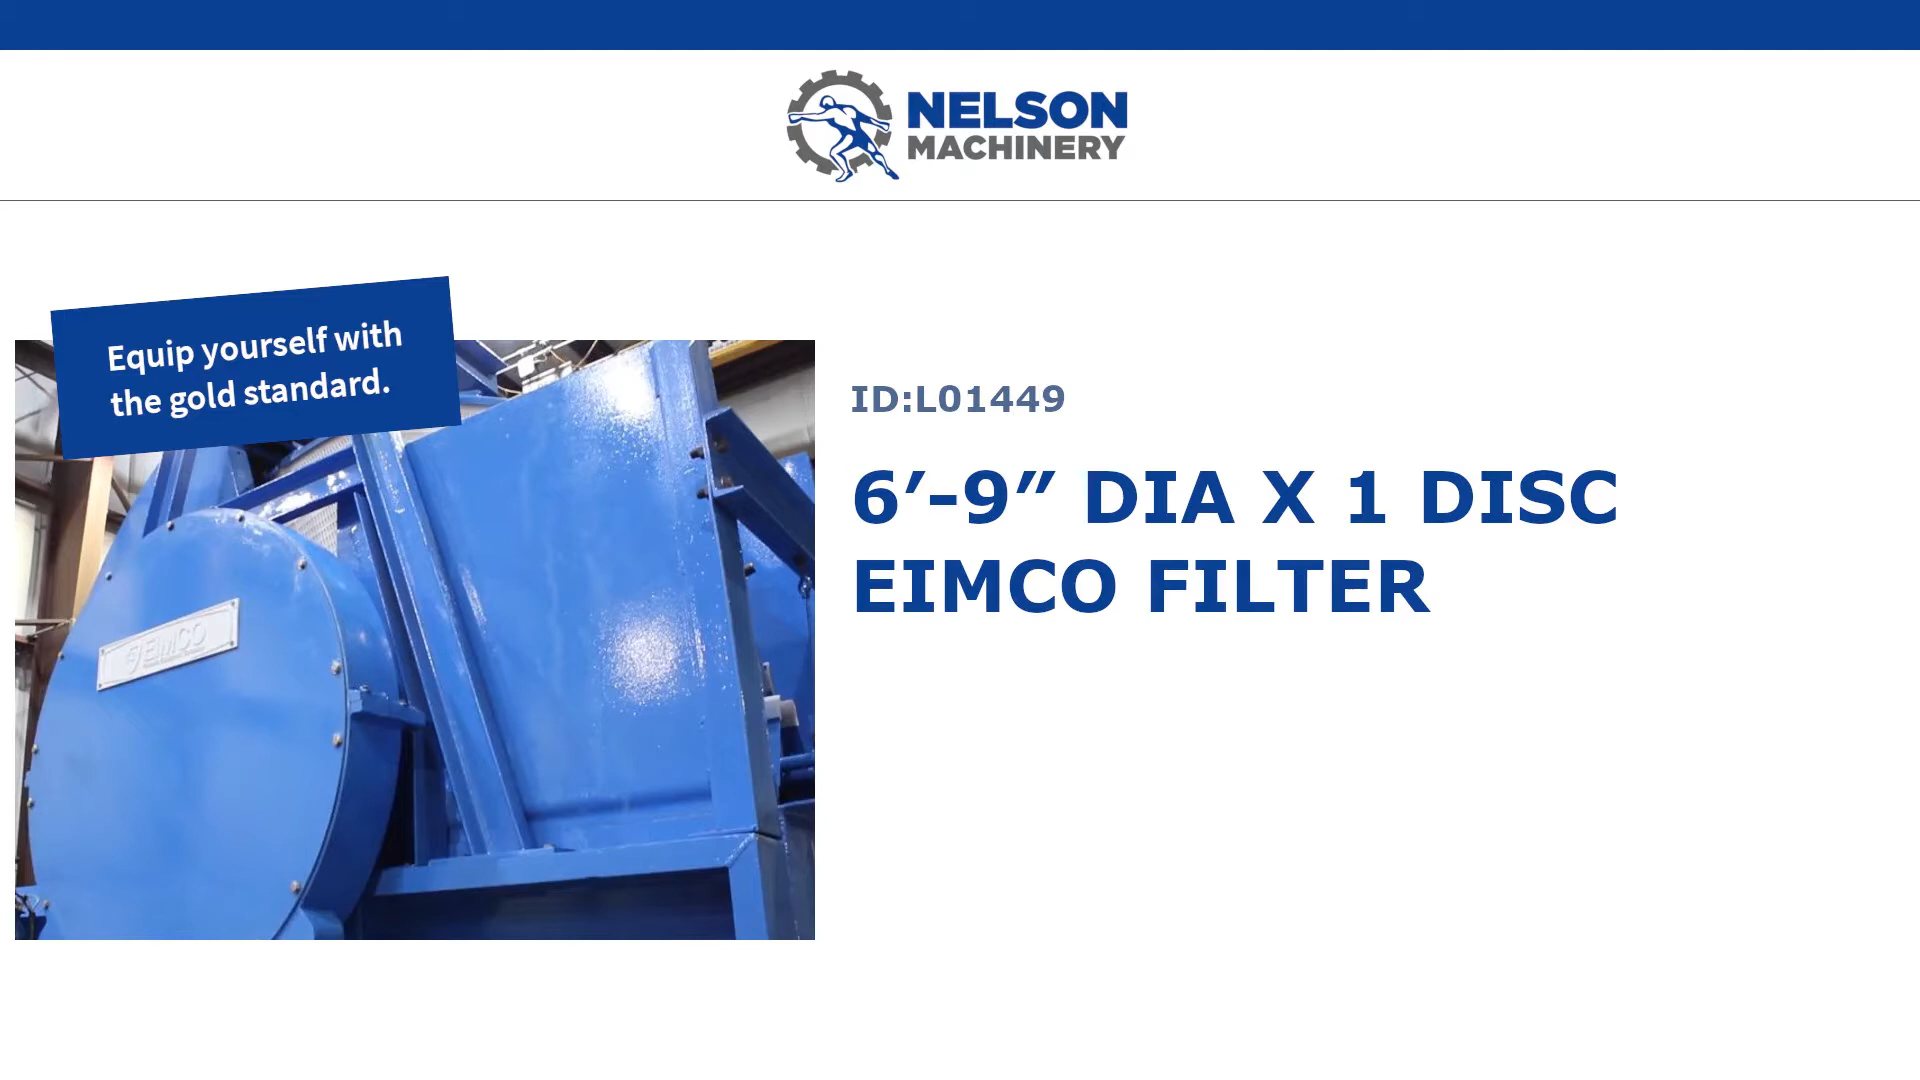 NELSON
MACHINERY
Equip yourself with
the gold standard.
EIMCO
ID:L01449
6′-9″ DIA X 1 DISC
EIMCO FILTER